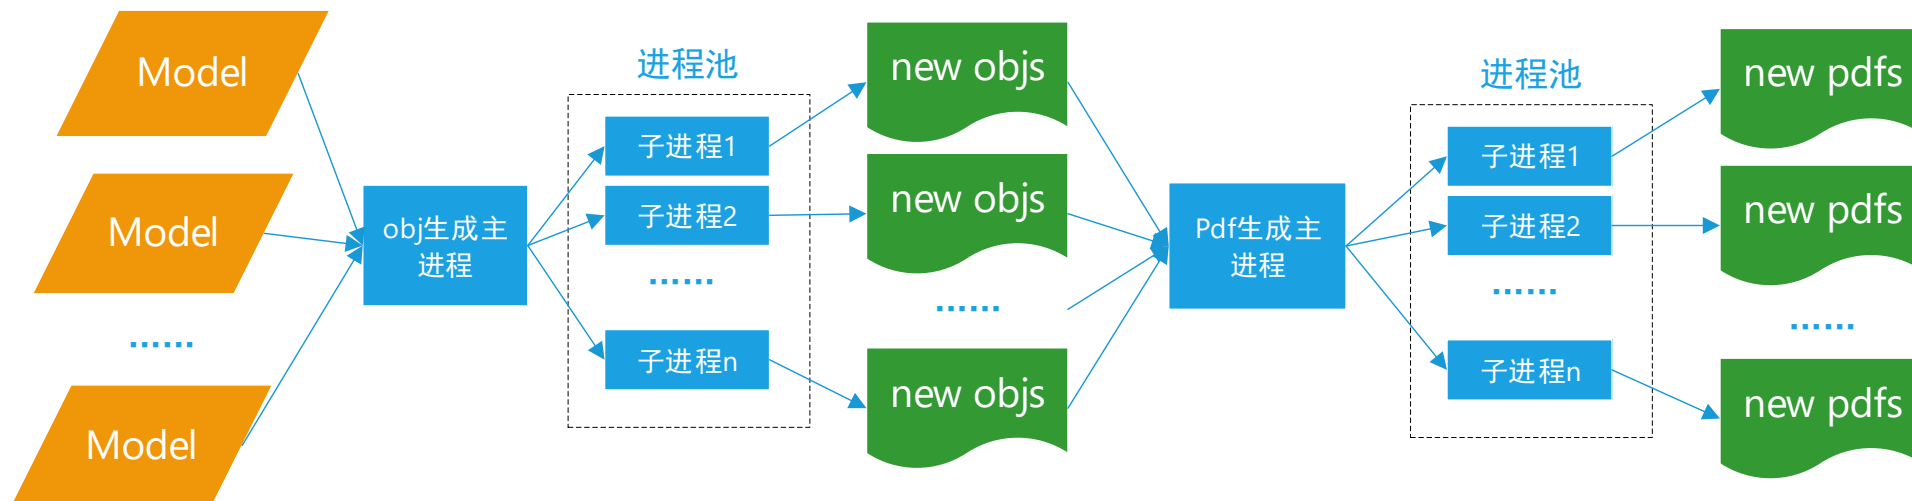 Model
Model
......
Model
obj生成主
进程
进程池
子进程1
子进程2
......
子进程n
new objs
new objs
......
new objs
Pdf生成主
进程
进程池
子进程1
子进程2
......
子进程n
new pdfs
new pdfs
......
new pdfs